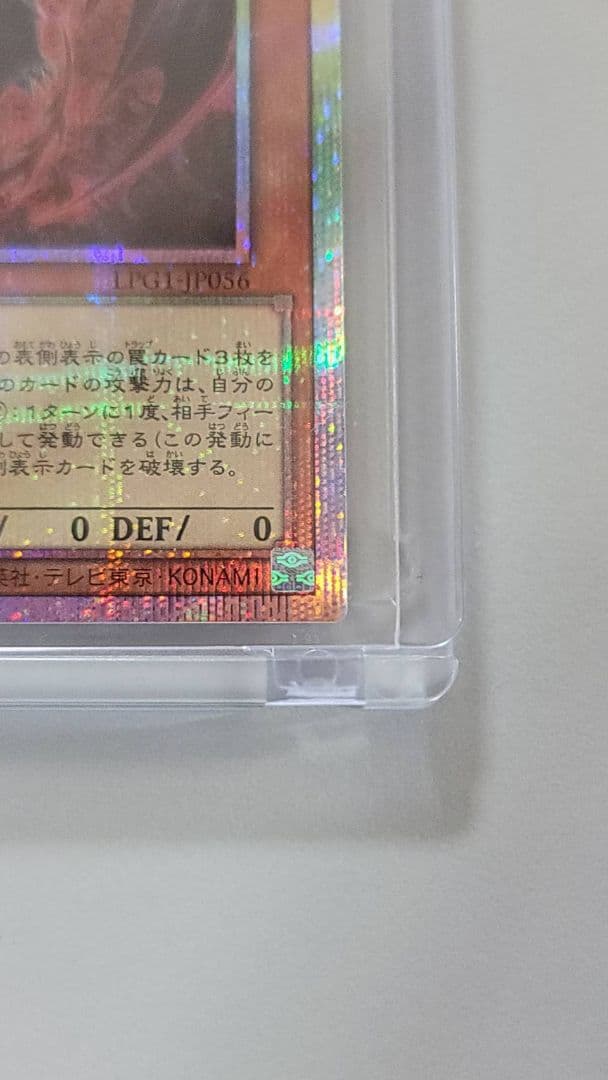 1PG1-JP056
の表側表示の罠カード3枚を
のカードの攻撃力は、自分の
:1ターンに1度、相手フィー
して発動できる(この発動に
側表示カードを破壊する。
/ 0 DEF/ 0
英社・テレビ東京・KONAMI